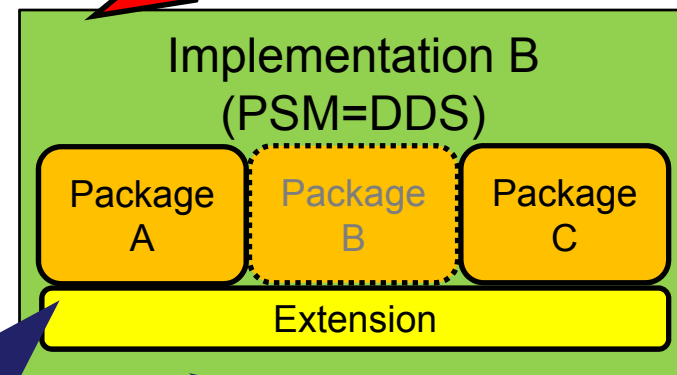 Implementation B
(PSM=DDS)
Package
A
Package
B
Package
C
Extension